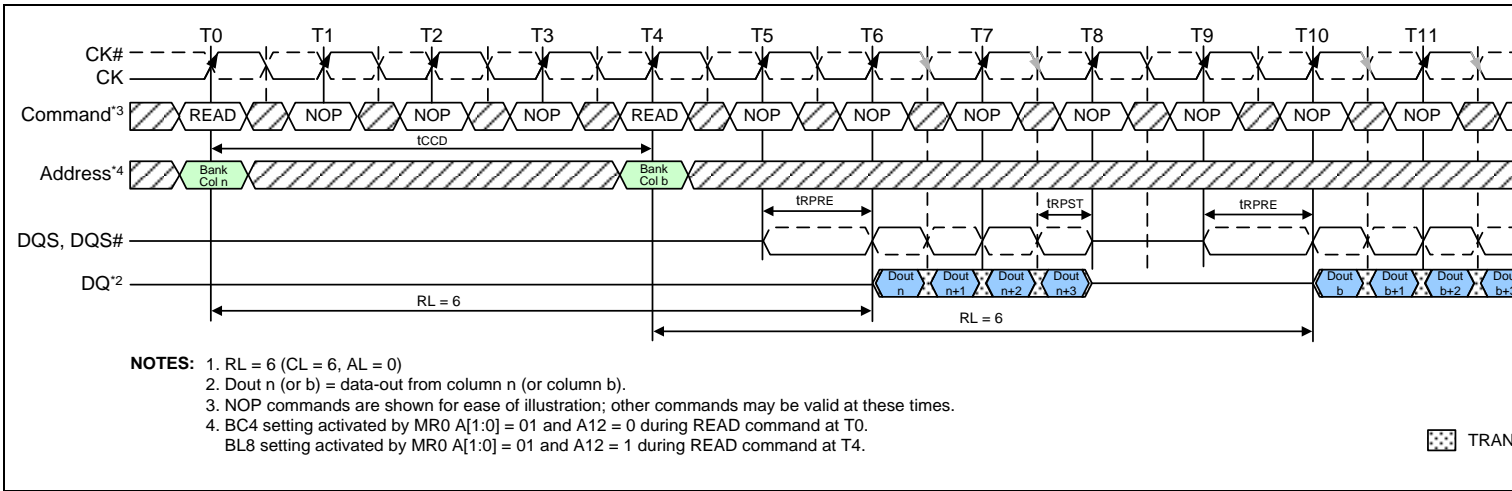 T0 T1 T2 T3 T4 T5 T6 T7 T8 T9 T10 T11
CK#
CK
Command*3 READ NOP NOP NOP READ NOP NOP NOP NOP NOP NOP NOP
tCCD
Address*4 Bank Col n Bank Col b
tRPRE tRPST tRPRE
DQS, DQS#
DQ*2 Dout n Dout n+1 Dout n+2 Dout n+3 Dout b Dout b+1 Dout b+2 Dou b+3
RL = 6
RL = 6
NOTES: 1. RL = 6 (CL = 6, AL = 0)
2. Dout n (or b) = data-out from column n (or column b).
3. NOP commands are shown for ease of illustration; other commands may be valid at these times.
4. BC4 setting activated by MR0 A[1:0] = 01 and A12 = 0 during READ command at T0.
BL8 setting activated by MR0 A[1:0] = 01 and A12 = 1 during READ command at T4.
TRAN